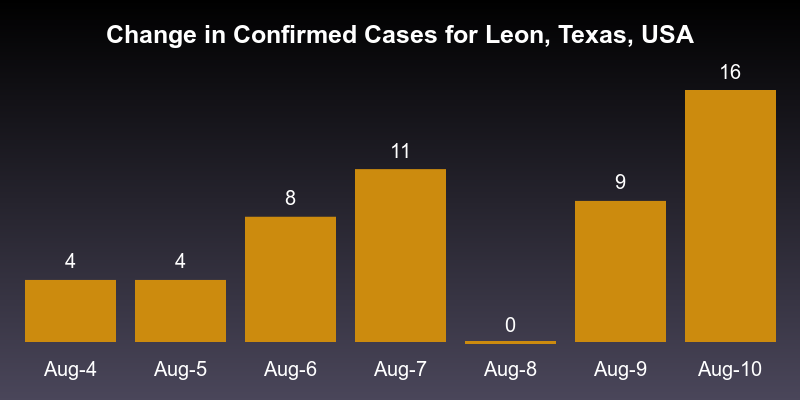 Change in Confirmed Cases for Leon, Texas, USA
4
4
8
11
0
9
16
Aug-4
Aug-5
Aug-6
Aug-7
Aug-8
Aug-9
Aug-10